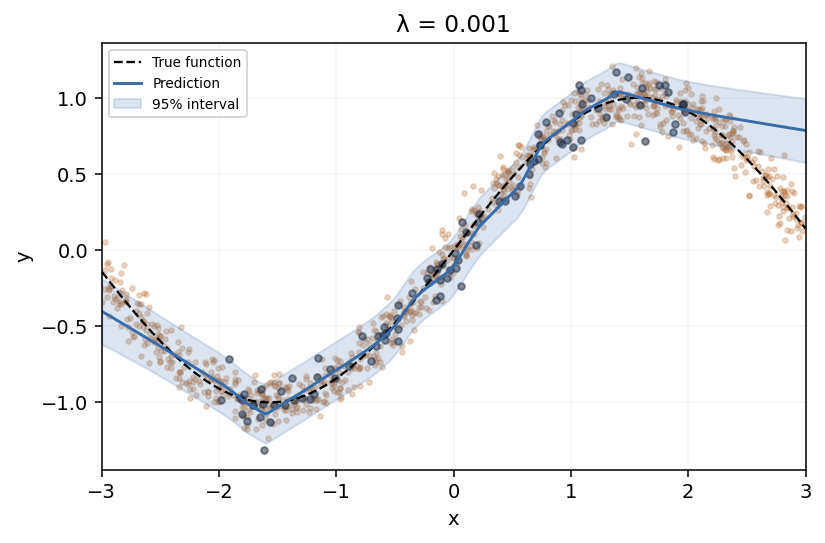 λ = 0.001
True function
Prediction
95% interval
1.0
0.5
0.0
−0.5
−1.0
y
−3 −2 −1 0 1 2 3
x